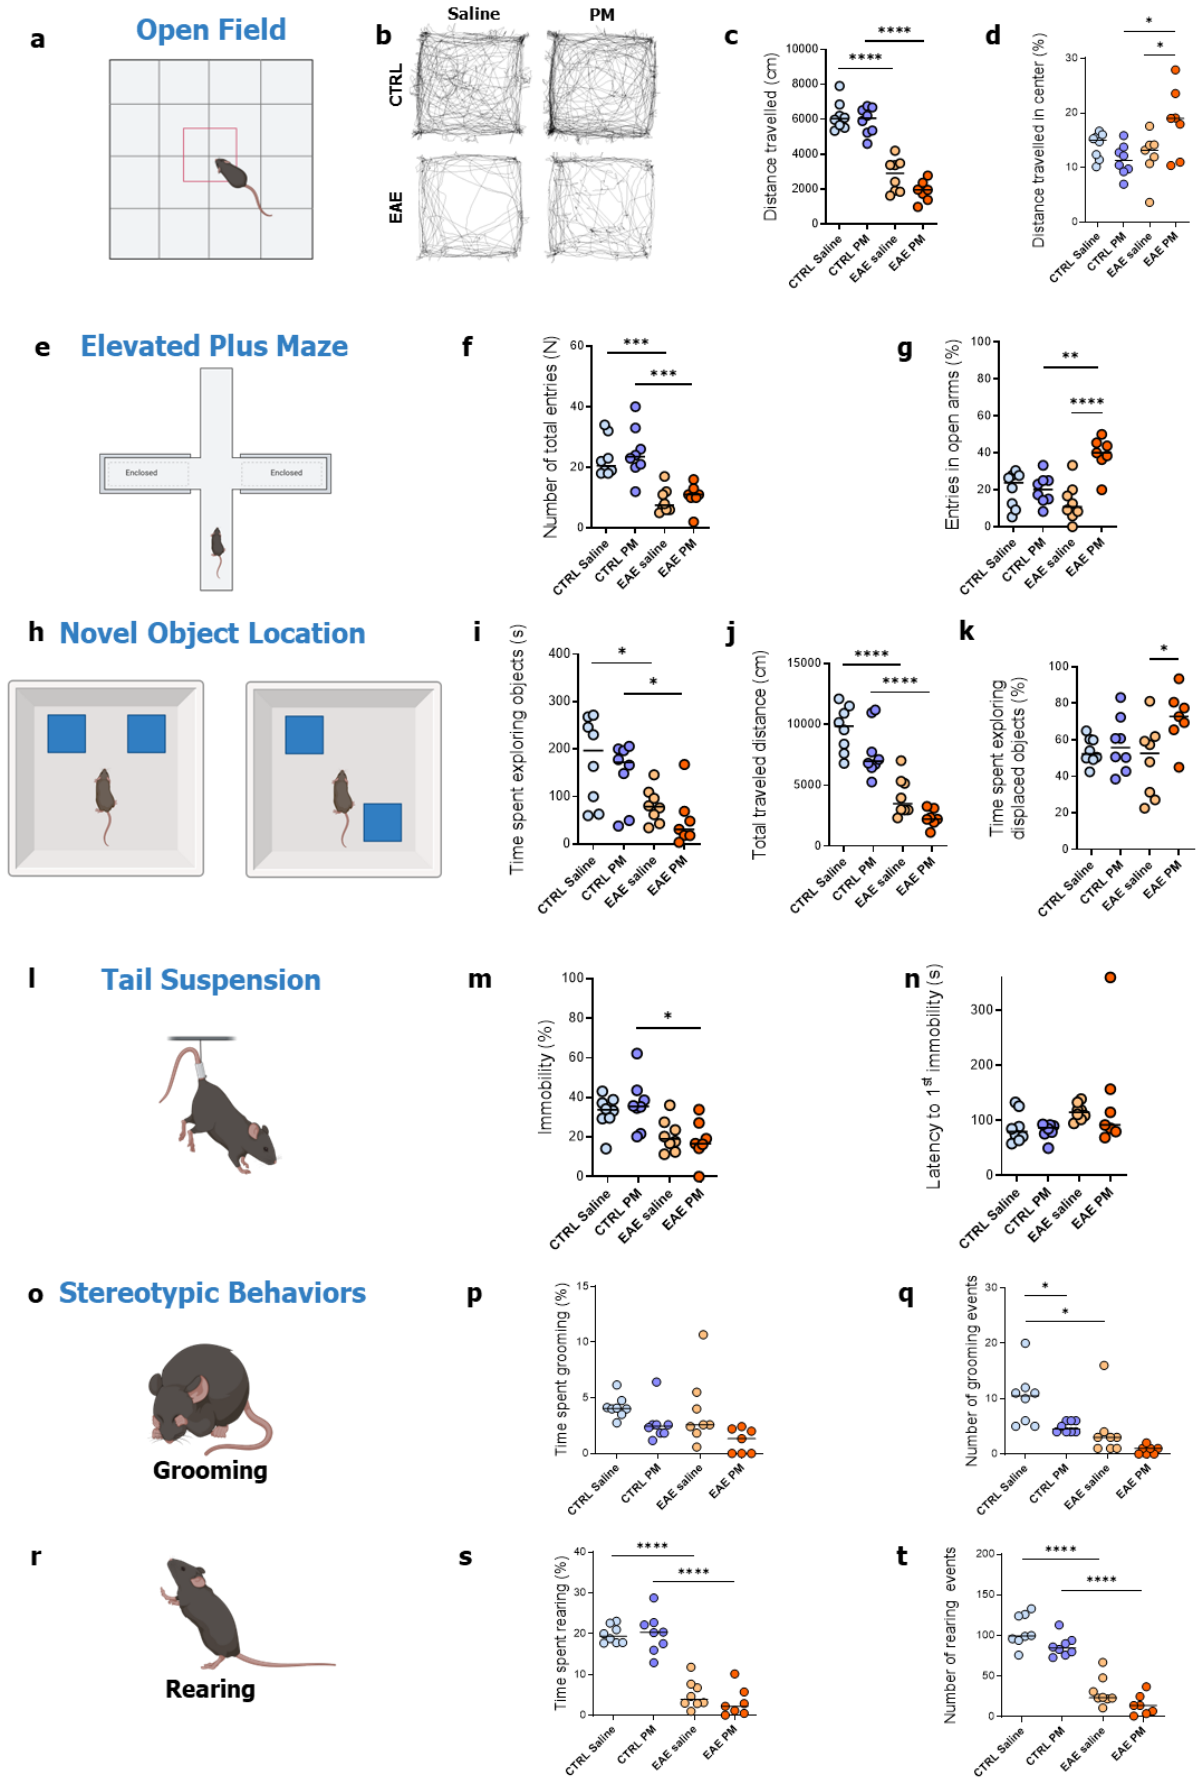 a
Open Field
b
Saline
PM
CTRL
EAE
c
Distance travelled (cm)
10000
8000
6000
4000
2000
0
****
****
CTRL Saline
CTRL PM
EAE saline
EAE PM
d
Distance travelled in center (%)
30
20
10
0
*
*
CTRL Saline
CTRL PM
EAE saline
EAE PM
e
Elevated Plus Maze
Enclosed
Enclosed
f
Number of total entries (N)
60
40
20
0
***
***
CTRL Saline
CTRL PM
EAE saline
EAE PM
g
Entries in open arms (%)
100
80
60
40
20
0
**
****
CTRL Saline
CTRL PM
EAE saline
EAE PM
h
Novel Object Location
i
Time spent exploring objects (s)
400
300
200
100
0
*
*
CTRL Saline
CTRL PM
EAE saline
EAE PM
j
Total traveled distance (cm)
15000
10000
5000
0
****
****
CTRL Saline
CTRL PM
EAE saline
EAE PM
k
Time spent exploring
displaced objects (%)
100
80
60
40
20
0
*
CTRL Saline
CTRL PM
EAE saline
EAE PM
l
Tail Suspension
m
Immobility (%)
100
80
60
40
20
0
*
CTRL Saline
CTRL PM
EAE saline
EAE PM
n
Latency to 1st immobility (s)
300
200
100
0
CTRL Saline
CTRL PM
EAE saline
EAE PM
o
Stereotypic Behaviors
Grooming
p
Time spent grooming (%)
15
10
5
0
CTRL Saline
CTRL PM
EAE saline
EAE PM
q
Number of grooming events
30
20
10
0
*
*
CTRL Saline
CTRL PM
EAE saline
EAE PM
r
Rearing
s
Time spent rearing (%)
40
30
20
10
0
****
****
CTRL Saline
CTRL PM
EAE saline
EAE PM
t
Number of rearing events
200
150
100
50
0
****
****
CTRL Saline
CTRL PM
EAE saline
EAE PM